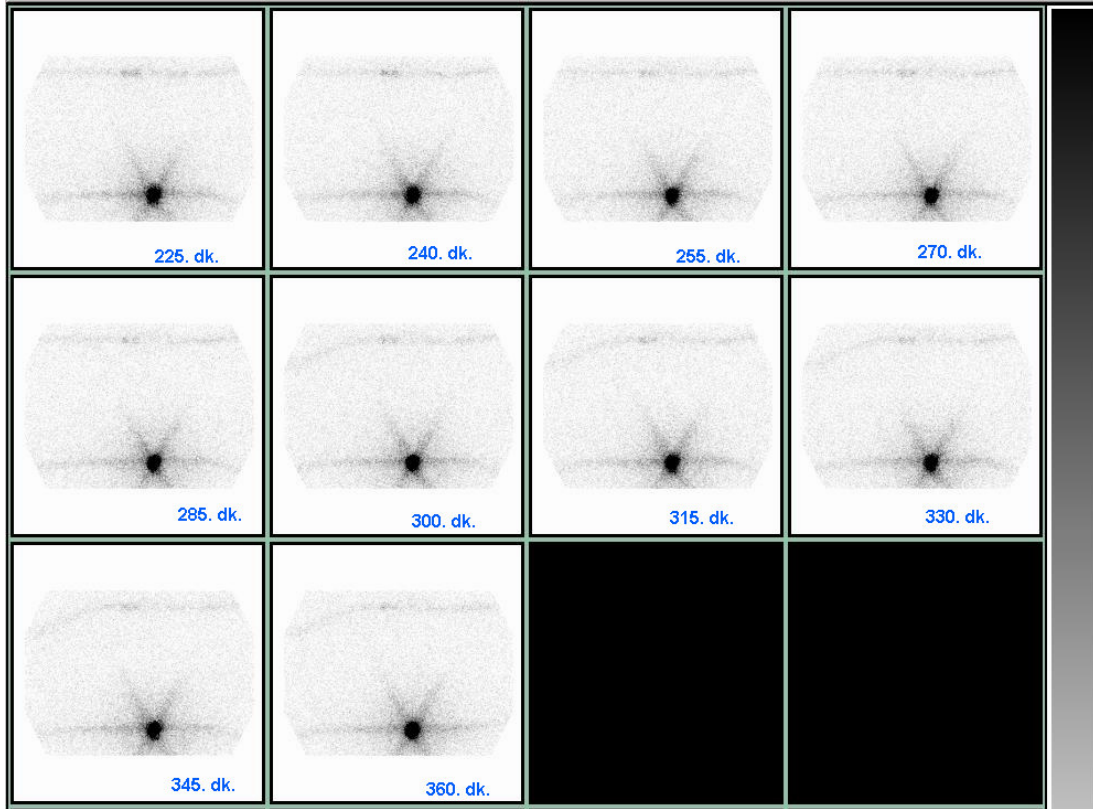 225. dk.
240. dk.
255. dk.
270. dk.
285. dk.
300. dk.
315. dk.
330. dk.
345. dk.
360. dk.